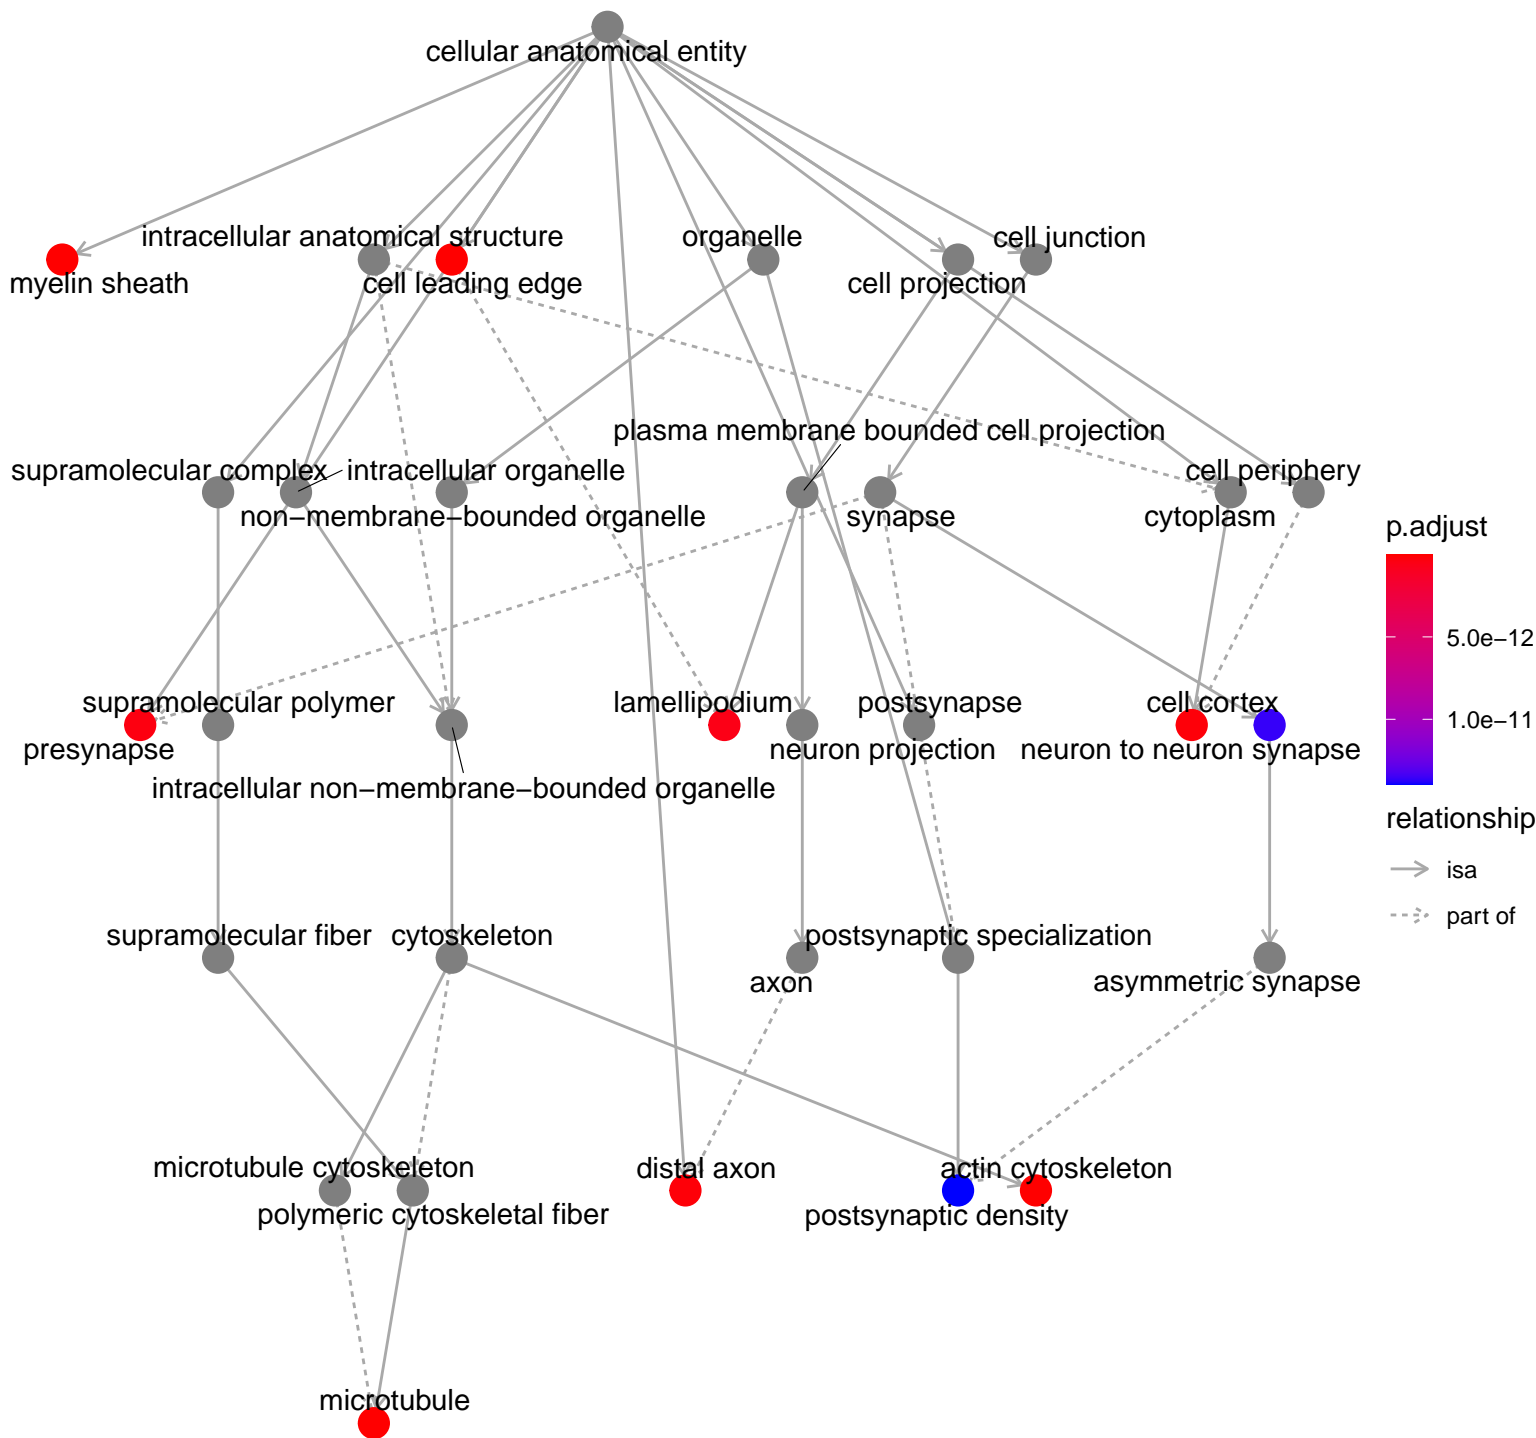 cellular anatomical entity
intracellular anatomical structure
organelle
cell junction
myelin sheath
cell leading edge
cell projection
plasma membrane bounded cell projection
supramolecular complex
intracellular organelle
cell periphery
non−membrane−bounded organelle
synapse
cytoplasm
p.adjust
5.0e−12
1.0e−11
supramolecular polymer
lamellipodium
postsynapse
cell cortex
presynapse
neuron projection
neuron to neuron synapse
intracellular non−membrane−bounded organelle
relationship
isa
part of
supramolecular fiber
cytoskeleton
postsynaptic specialization
axon
asymmetric synapse
microtubule cytoskeleton
distal axon
actin cytoskeleton
polymeric cytoskeletal fiber
postsynaptic density
microtubule